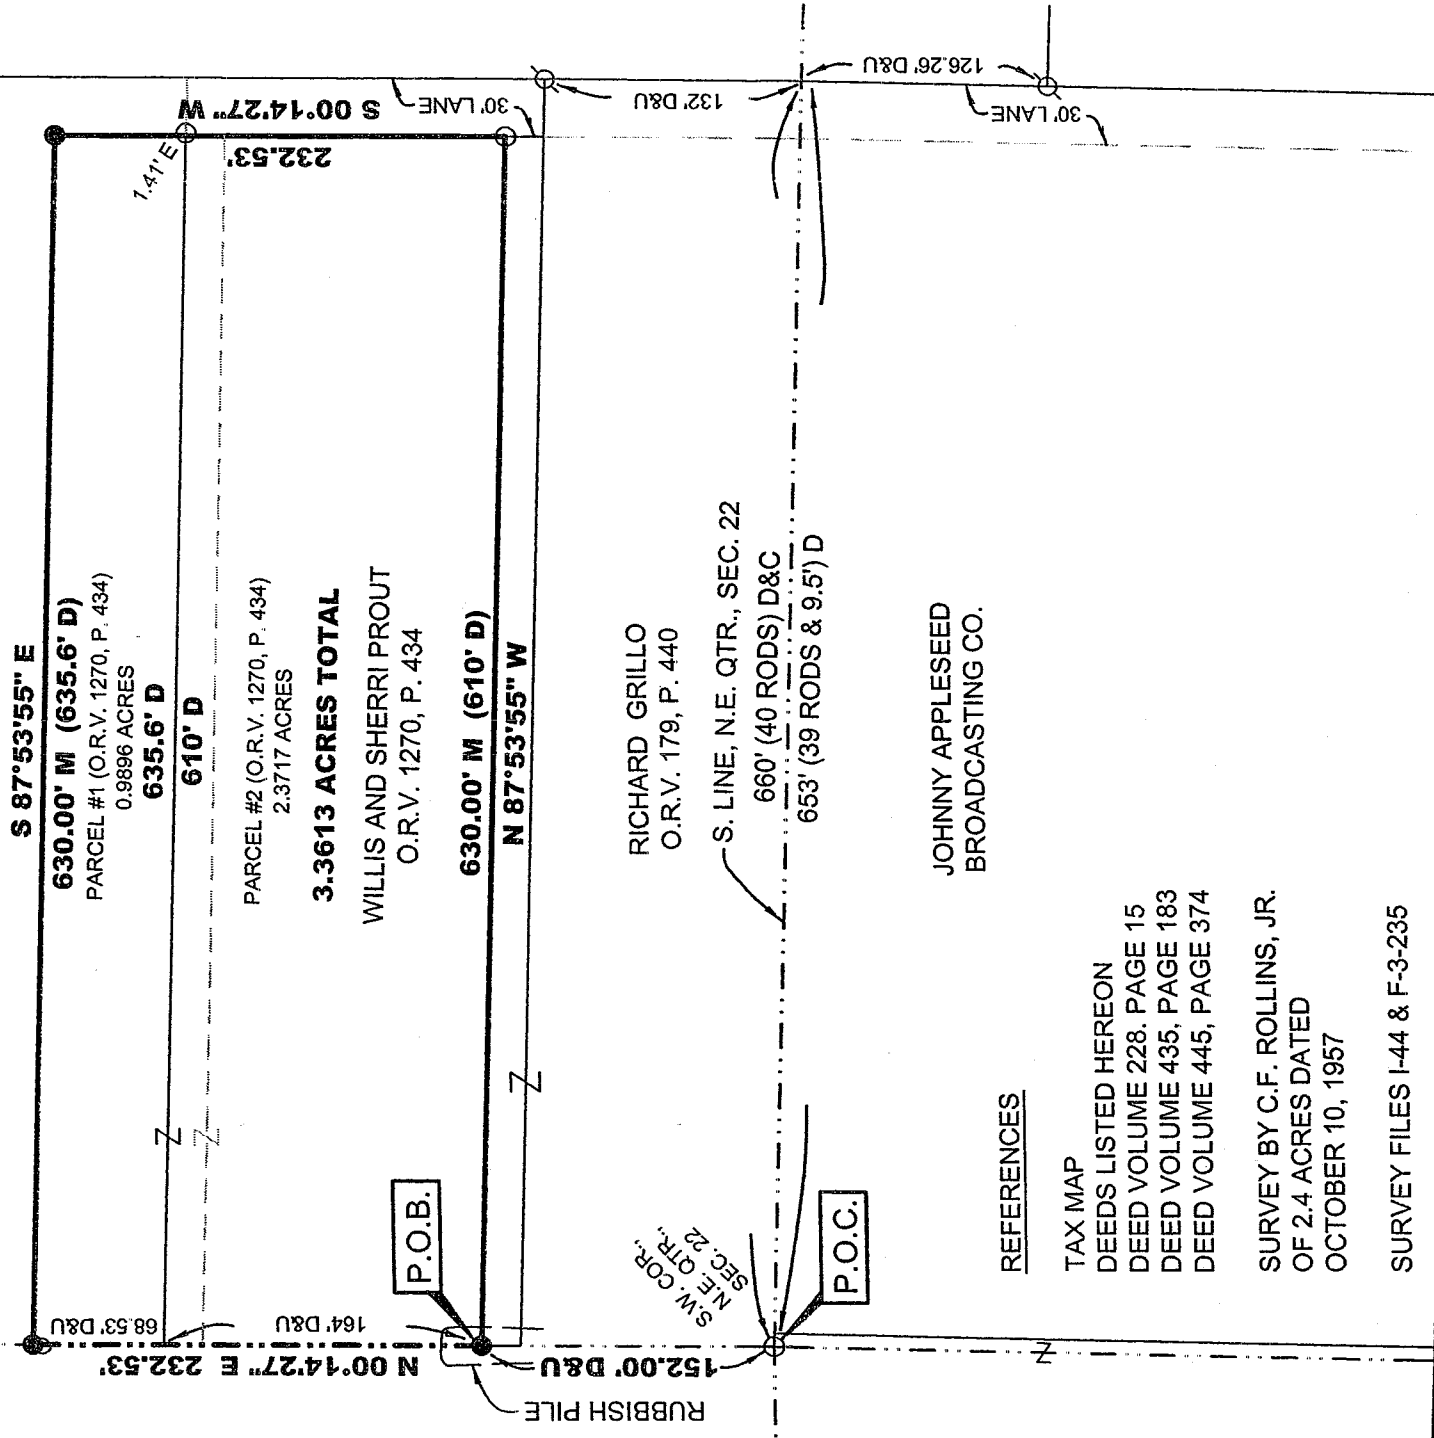 S 87°53'55" E
630.00' M (635.6' D)
PARCEL #1 (O.R.V. 1270, P. 434)
0.9896 ACRES
635.6' D
610' D
PARCEL #2 (O.R.V. 1270, P. 434)
2.3717 ACRES
3.3613 ACRES TOTAL
WILLIS AND SHERRI PROUT
O.R.V. 1270, P. 434
630.00' M (610' D)
N 87°53'55" W
1.41' E
S 00°14'27" W
232.53'
30' LANE
132' D&U
126.26' D&U
30' LANE
68.53' D&U
164' D&U
N 00°14'27" E 232.53'
P.O.B.
152.00' D&U
RUBBISH PILE
RICHARD GRILLO
O.R.V. 179, P. 440
S. LINE, N.E. QTR., SEC. 22
660' (40 RODS) D&C
653' (39 RODS & 9.5') D
S.W. COR.,
N.E. QTR.,
SEC. 22
P.O.C.
JOHNNY APPLESEED
BROADCASTING CO.
REFERENCES
TAX MAP
DEEDS LISTED HEREON
DEED VOLUME 228. PAGE 15
DEED VOLUME 435, PAGE 183
DEED VOLUME 445, PAGE 374
SURVEY BY C.F. ROLLINS, JR.
OF 2.4 ACRES DATED
OCTOBER 10, 1957
SURVEY FILES I-44 & F-3-235